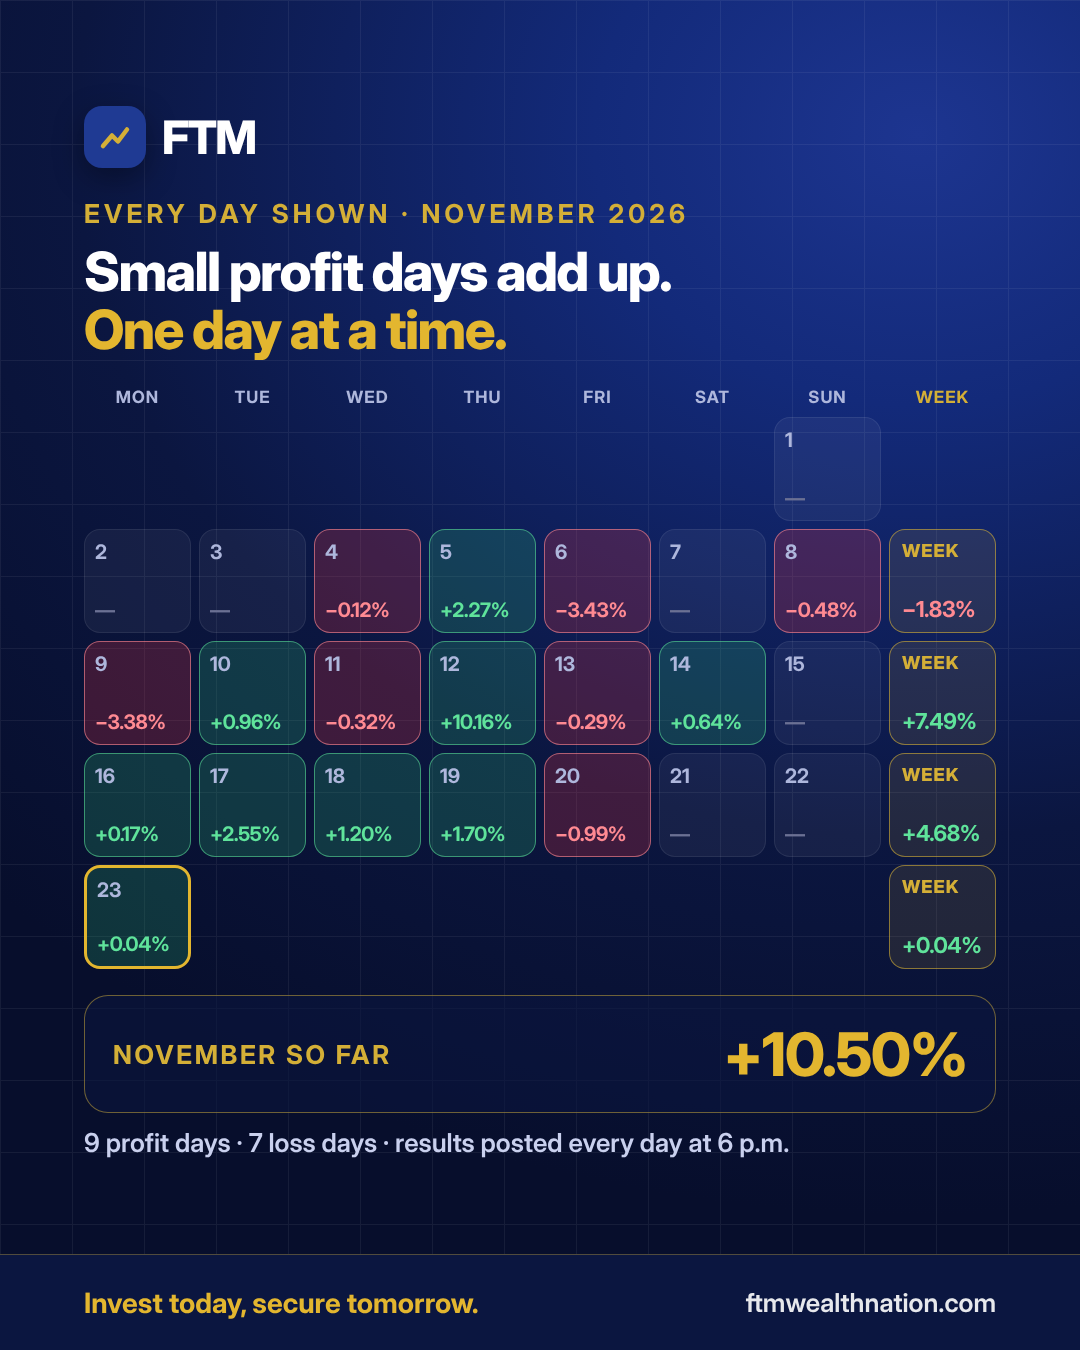 FTM
EVERY DAY SHOWN · NOVEMBER 2026
Small profit days add up.
One day at a time.
MON TUE WED THU FRI SAT SUN WEEK
1
—
2 3 4 5 6 7 8 WEEK
— — −0.12% +2.27% −3.43% — −0.48% −1.83%
9 10 11 12 13 14 15 WEEK
−3.38% +0.96% −0.32% +10.16% −0.29% +0.64% — +7.49%
16 17 18 19 20 21 22 WEEK
+0.17% +2.55% +1.20% +1.70% −0.99% — — +4.68%
23 WEEK
+0.04% +0.04%
NOVEMBER SO FAR +10.50%
9 profit days · 7 loss days · results posted every day at 6 p.m.
Invest today, secure tomorrow. ftmwealthnation.com